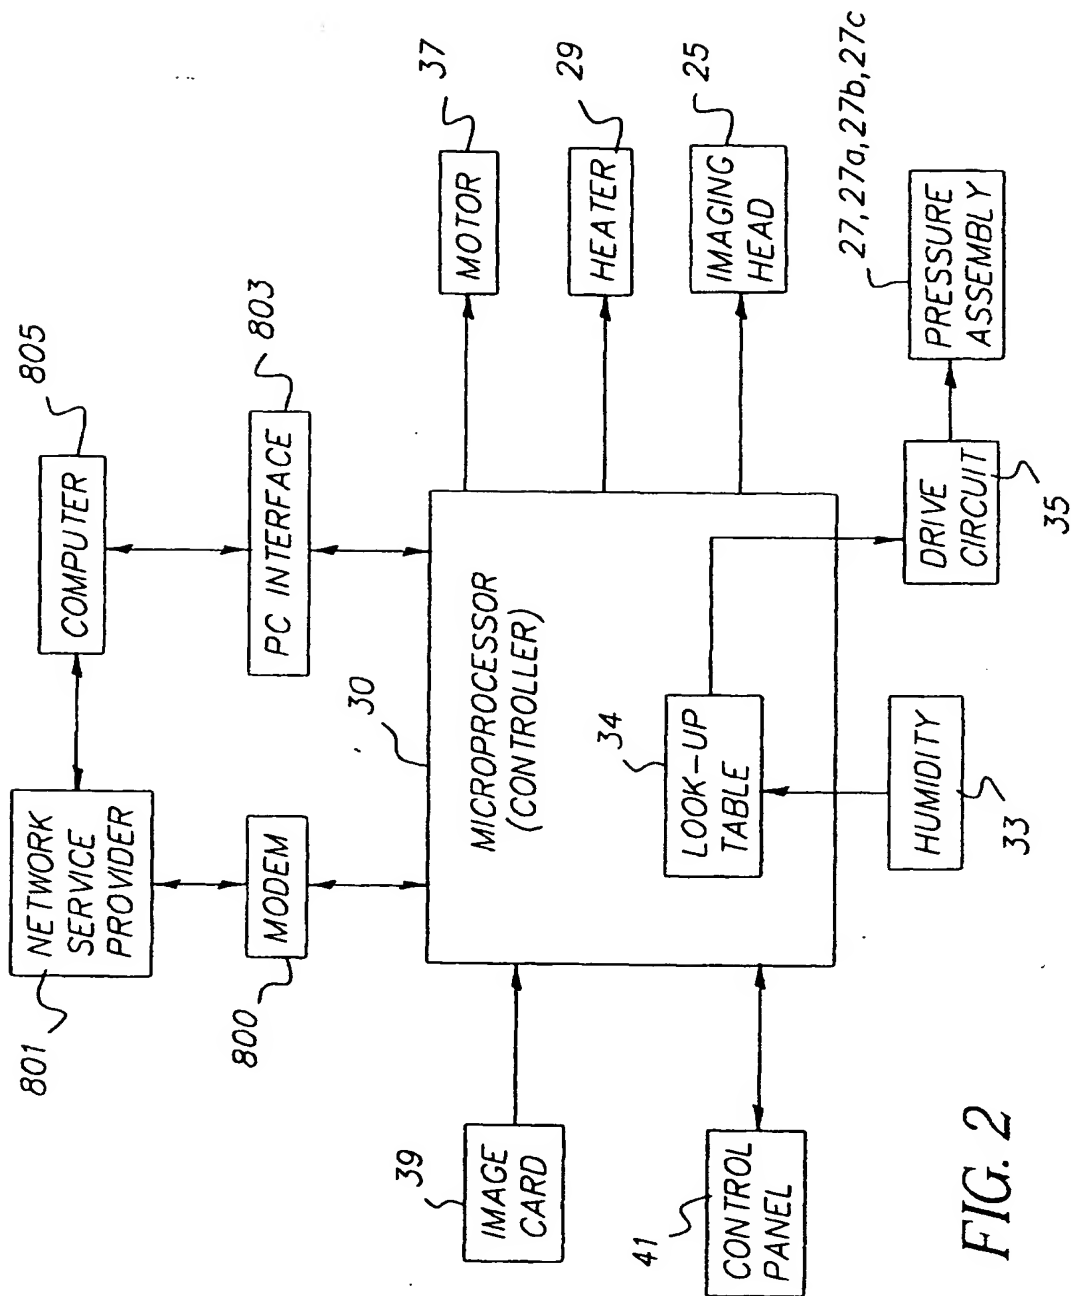 801
NETWORK
SERVICE
PROVIDER
COMPUTER
805
800
MODEM
PC INTERFACE
803
39
IMAGE
CARD
41
CONTROL
PANEL
30
MICROPROCESSOR
(CONTROLLER)
34
LOOK-UP
TABLE
HUMIDITY
33
MOTOR
37
HEATER
29
IMAGING
HEAD
25
DRIVE
CIRCUIT
35
PRESSURE
ASSEMBLY
27, 27a, 27b, 27c
FIG. 2